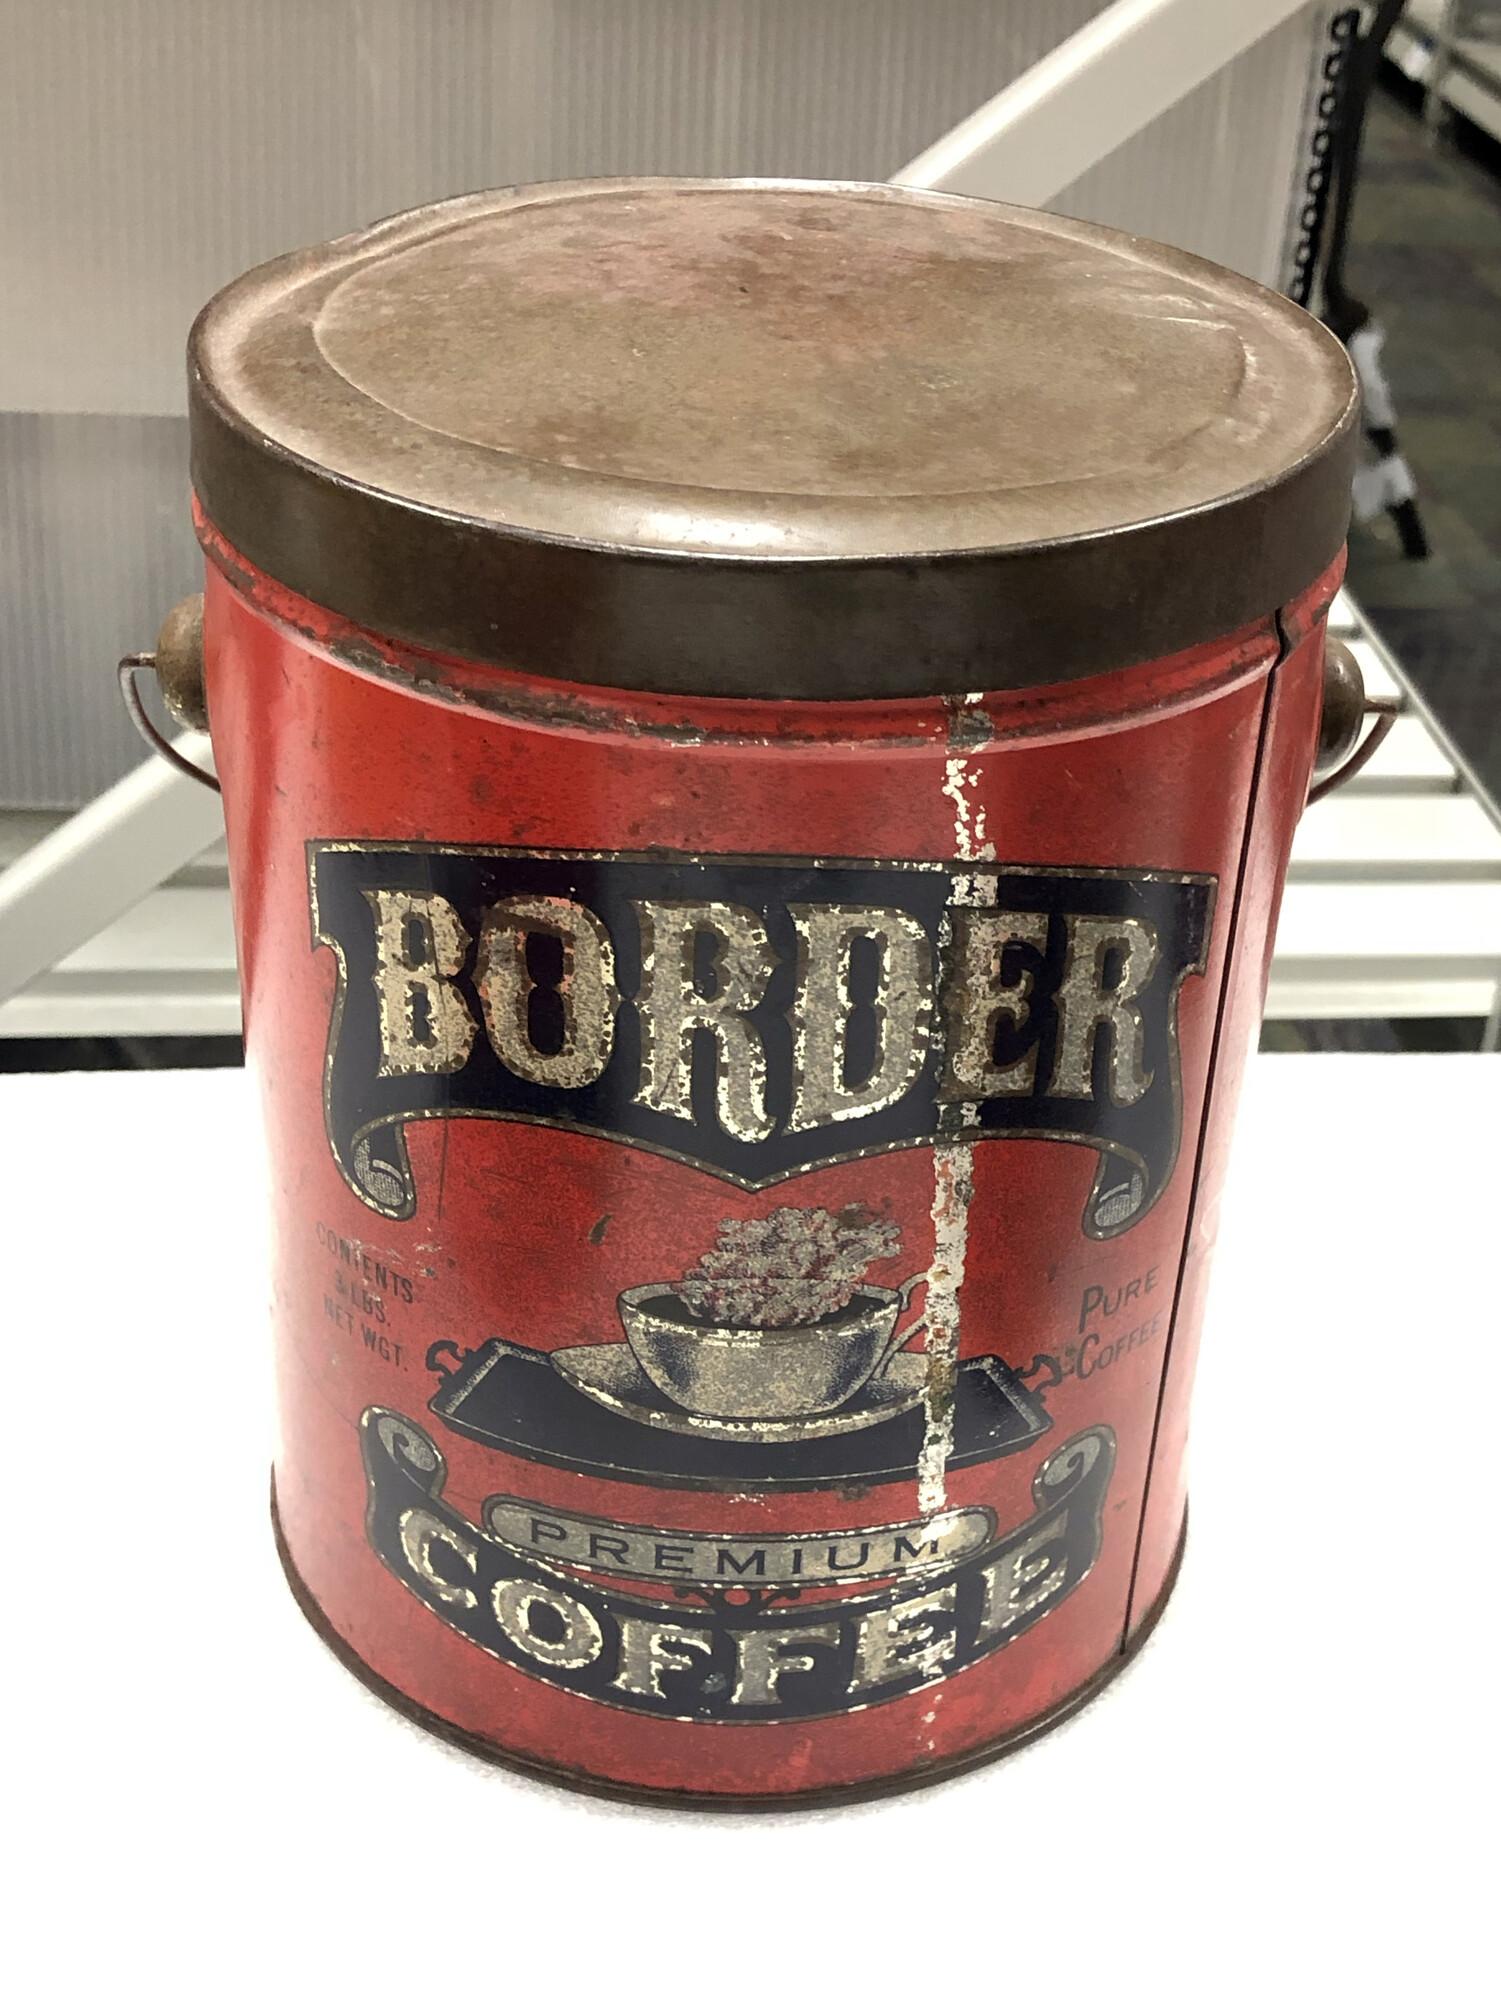 BORDER
CONTENTS
3 LBS.
NET WGT.
PURE
COFFEE
PREMIUM
COFFEE